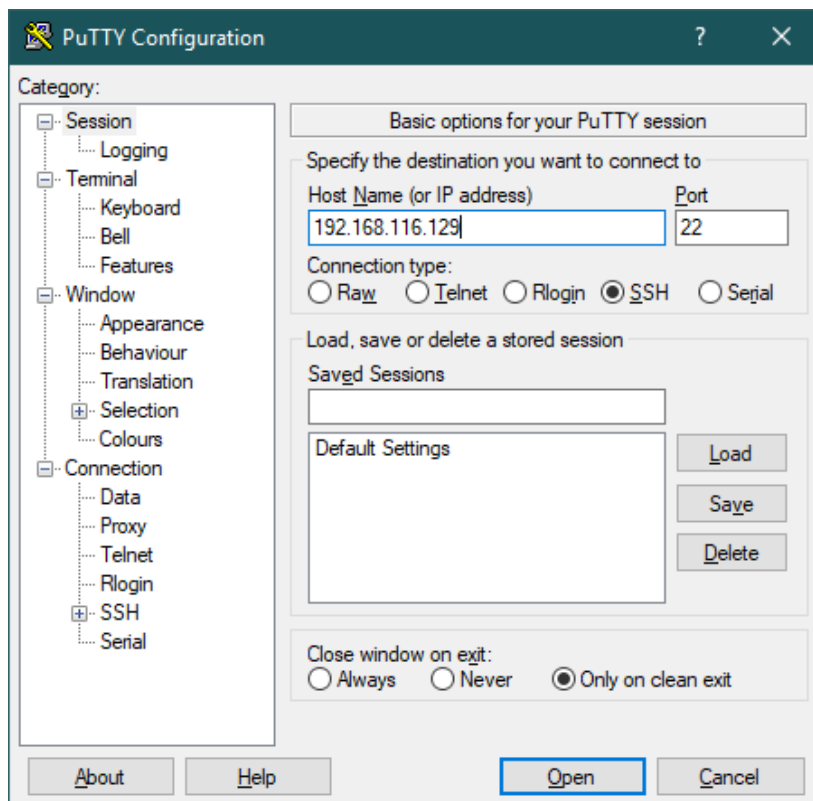 PuTTY Configuration
?
Category:
Session
Logging
Terminal
Keyboard
Bell
Features
Window
Appearance
Behaviour
Translation
Selection
Colours
Connection
Data
Proxy
Telnet
Rlogin
SSH
Serial
Basic options for your PuTTY session
Specify the destination you want to connect to
Host Name (or IP address) Port
192.168.116.129 22
Connection type:
Raw Telnet Rlogin SSH Serial
Load, save or delete a stored session
Saved Sessions
Default Settings
Load
Save
Delete
Close window on exit:
Always Never Only on clean exit
About Help Open Cancel